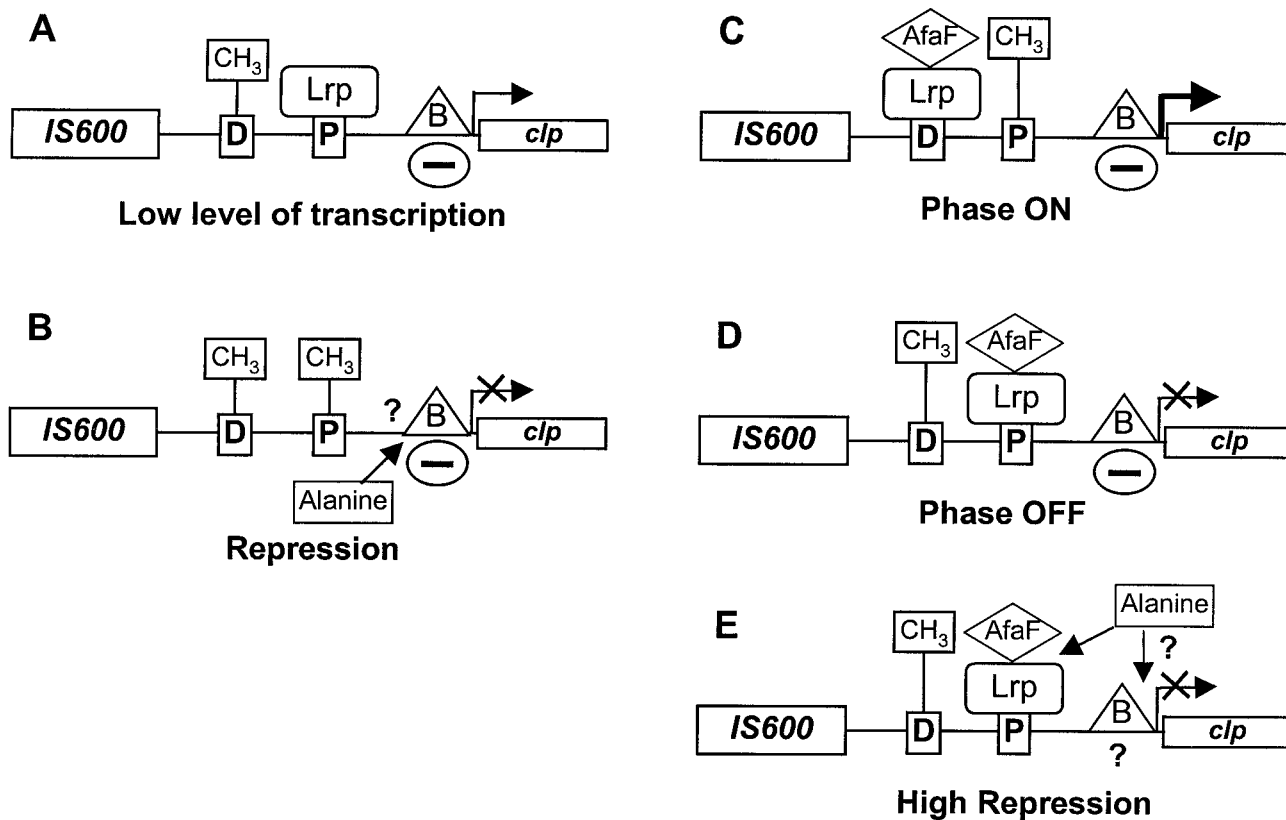 A
CH₃
Lrp
B
IS600
D
P
clp
Low level of transcription
B
CH₃
CH₃
?
B
IS600
D
P
clp
Alanine
Repression
C
AfaF
CH₃
Lrp
B
IS600
D
P
clp
Phase ON
D
CH₃
AfaF
Lrp
B
IS600
D
P
clp
Phase OFF
E
CH₃
AfaF
Alanine
?
Lrp
B
IS600
D
P
clp
?
High Repression